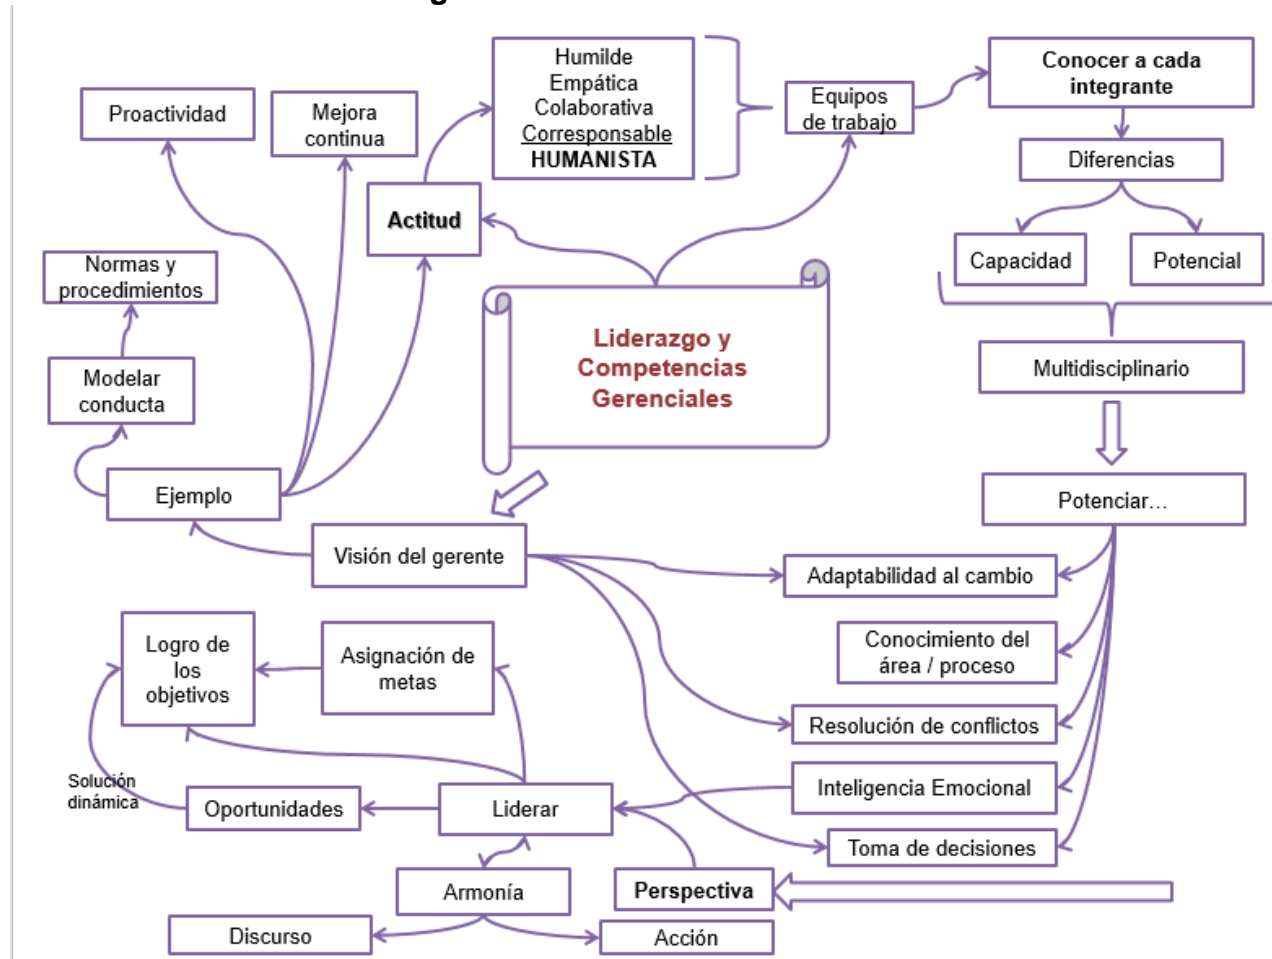 Humilde
Empática
Colaborativa
Corresponsable
HUMANISTA
Conocer a cada
integrante
Proactividad
Mejora
continua
Equipos
de trabajo
Diferencias
Actitud
Capacidad
Potencial
Normas y
procedimientos
Liderazgo y
Competencias
Gerenciales
Multidisciplinario
Modelar
conducta
Ejemplo
Potenciar...
Visión del gerente
Adaptabilidad al cambio
Logro de
los
objetivos
Asignación de
metas
Conocimiento del
área / proceso
Resolución de conflictos
Solución
dinámica
Oportunidades
Liderar
Inteligencia Emocional
Toma de decisiones
Armonía
Perspectiva
Discurso
Acción